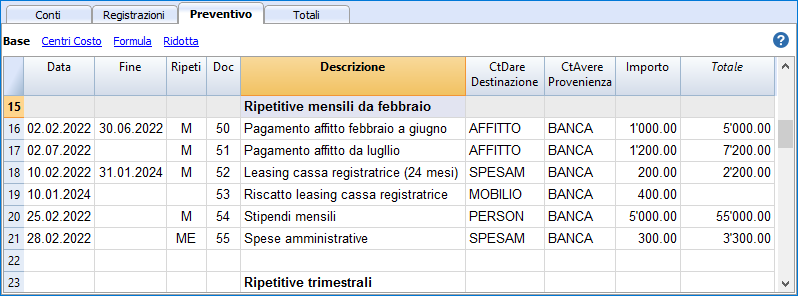 Conti Registrazioni Preventivo Totali
Base Centri Costo Formula Ridotta ?
Data Fine Ripeti Doc Descrizione CtDare Destinazione CtAvere Provenienza Importo Totale
15 Ripetitive mensili da febbraio
16 02.02.2022 30.06.2022 M 50 Pagamento affitto febbraio a giugno AFFITTO BANCA 1'000.00 5'000.00
17 02.07.2022 M 51 Pagamento affitto da lugllio AFFITTO BANCA 1'200.00 7'200.00
18 10.02.2022 31.01.2024 M 52 Leasing cassa registratrice (24 mesi) SPESAM BANCA 200.00 2'200.00
19 10.01.2024 53 Riscatto leasing cassa registratrice MOBILIO BANCA 400.00
20 25.02.2022 M 54 Stipendi mensili PERSON BANCA 5'000.00 55'000.00
21 28.02.2022 ME 55 Spese amministrative SPESAM BANCA 300.00 3'300.00
22
23 Ripetitive trimestrali